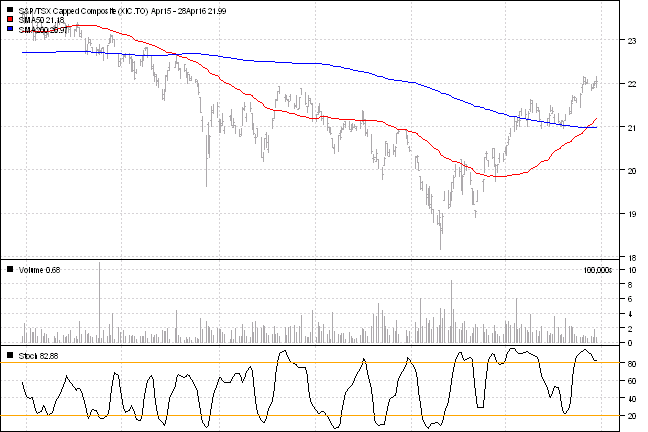 S&P/TSX Capped Composite (XIC.TO) Apr15 - 28Apr16 21.99
SMA50 21.18
SMA200 20.97
23
22
21
20
19
18
Volume 0.68
100,000s
10
8
6
4
2
0
Stoch 82.88
80
60
40
20